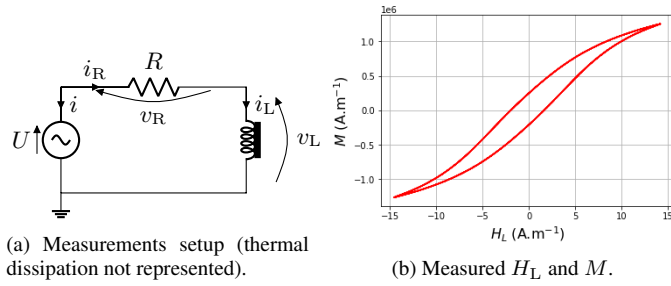 i_R
R
i
v_R
i_L
U
v_L
(a) Measurements setup (thermal
dissipation not represented).
1e6
1.0
0.5
0.0
−0.5
−1.0
M (A.m⁻¹)
−15 −10 −5 0 5 10 15
H_L (A.m⁻¹)
(b) Measured H_L and M.